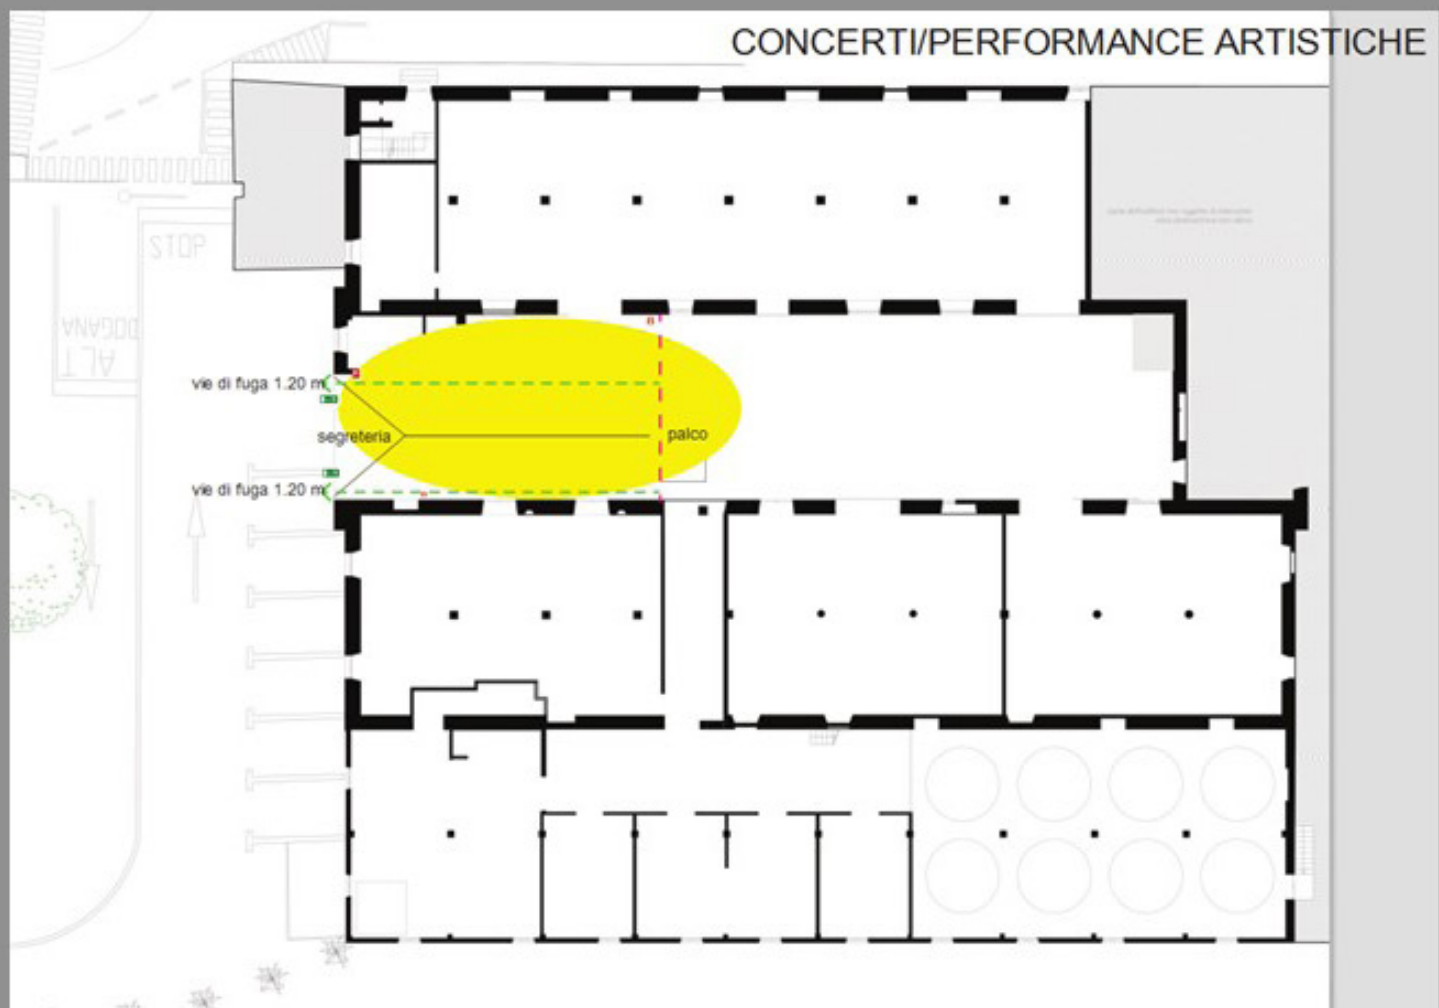 CONCERTI/PERFORMANCE ARTISTICHE
STOP
DOGANA
ALT
vie di fuga 1.20 m
segreteria
palco
vie di fuga 1.20 m